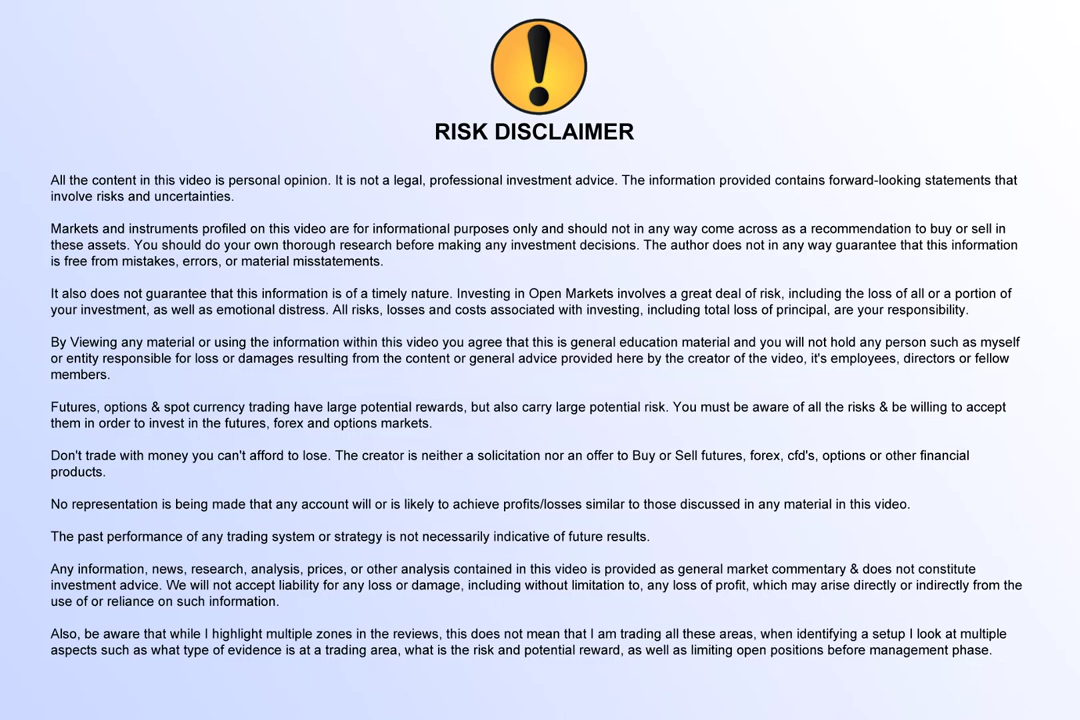 RISK DISCLAIMER
All the content in this video is personal opinion. It is not a legal, professional investment advice. The information provided contains forward-looking statements that
involve risks and uncertainties.
Markets and instruments profiled on this video are for informational purposes only and should not in any way come across as a recommendation to buy or sell in
these assets. You should do your own thorough research before making any investment decisions. The author does not in any way guarantee that this information
is free from mistakes, errors, or material misstatements.
It also does not guarantee that this information is of a timely nature. Investing in Open Markets involves a great deal of risk, including the loss of all or a portion of
your investment, as well as emotional distress. All risks, losses and costs associated with investing, including total loss of principal, are your responsibility.
By Viewing any material or using the information within this video you agree that this is general education material and you will not hold any person such as myself
or entity responsible for loss or damages resulting from the content or general advice provided here by the creator of the video, it's employees, directors or fellow
members.
Futures, options & spot currency trading have large potential rewards, but also carry large potential risk. You must be aware of all the risks & be willing to accept
them in order to invest in the futures, forex and options markets.
Don't trade with money you can't afford to lose. The creator is neither a solicitation nor an offer to Buy or Sell futures, forex, cfd's, options or other financial
products.
No representation is being made that any account will or is likely to achieve profits/losses similar to those discussed in any material in this video.
The past performance of any trading system or strategy is not necessarily indicative of future results.
Any information, news, research, analysis, prices, or other analysis contained in this video is provided as general market commentary & does not constitute
investment advice. We will not accept liability for any loss or damage, including without limitation to, any loss of profit, which may arise directly or indirectly from the
use of or reliance on such information.
Also, be aware that while I highlight multiple zones in the reviews, this does not mean that I am trading all these areas, when identifying a setup I look at multiple
aspects such as what type of evidence is at a trading area, what is the risk and potential reward, as well as limiting open positions before management phase.